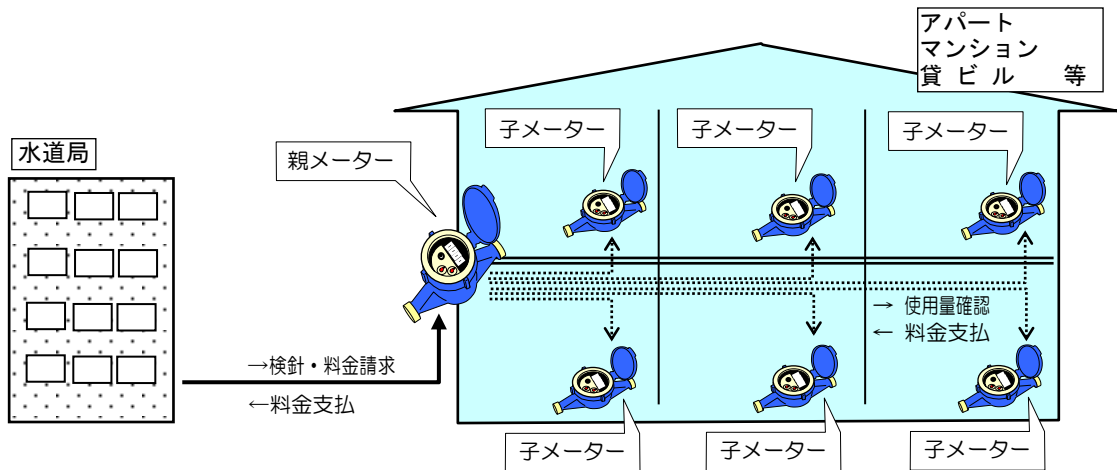 アパート
マンション
貸 ビ ル　　等
子メーター
子メーター
子メーター
水道局
親メーター
→ 使用量確認
← 料金支払
→検針・料金請求
←料金支払
子メーター
子メーター
子メーター